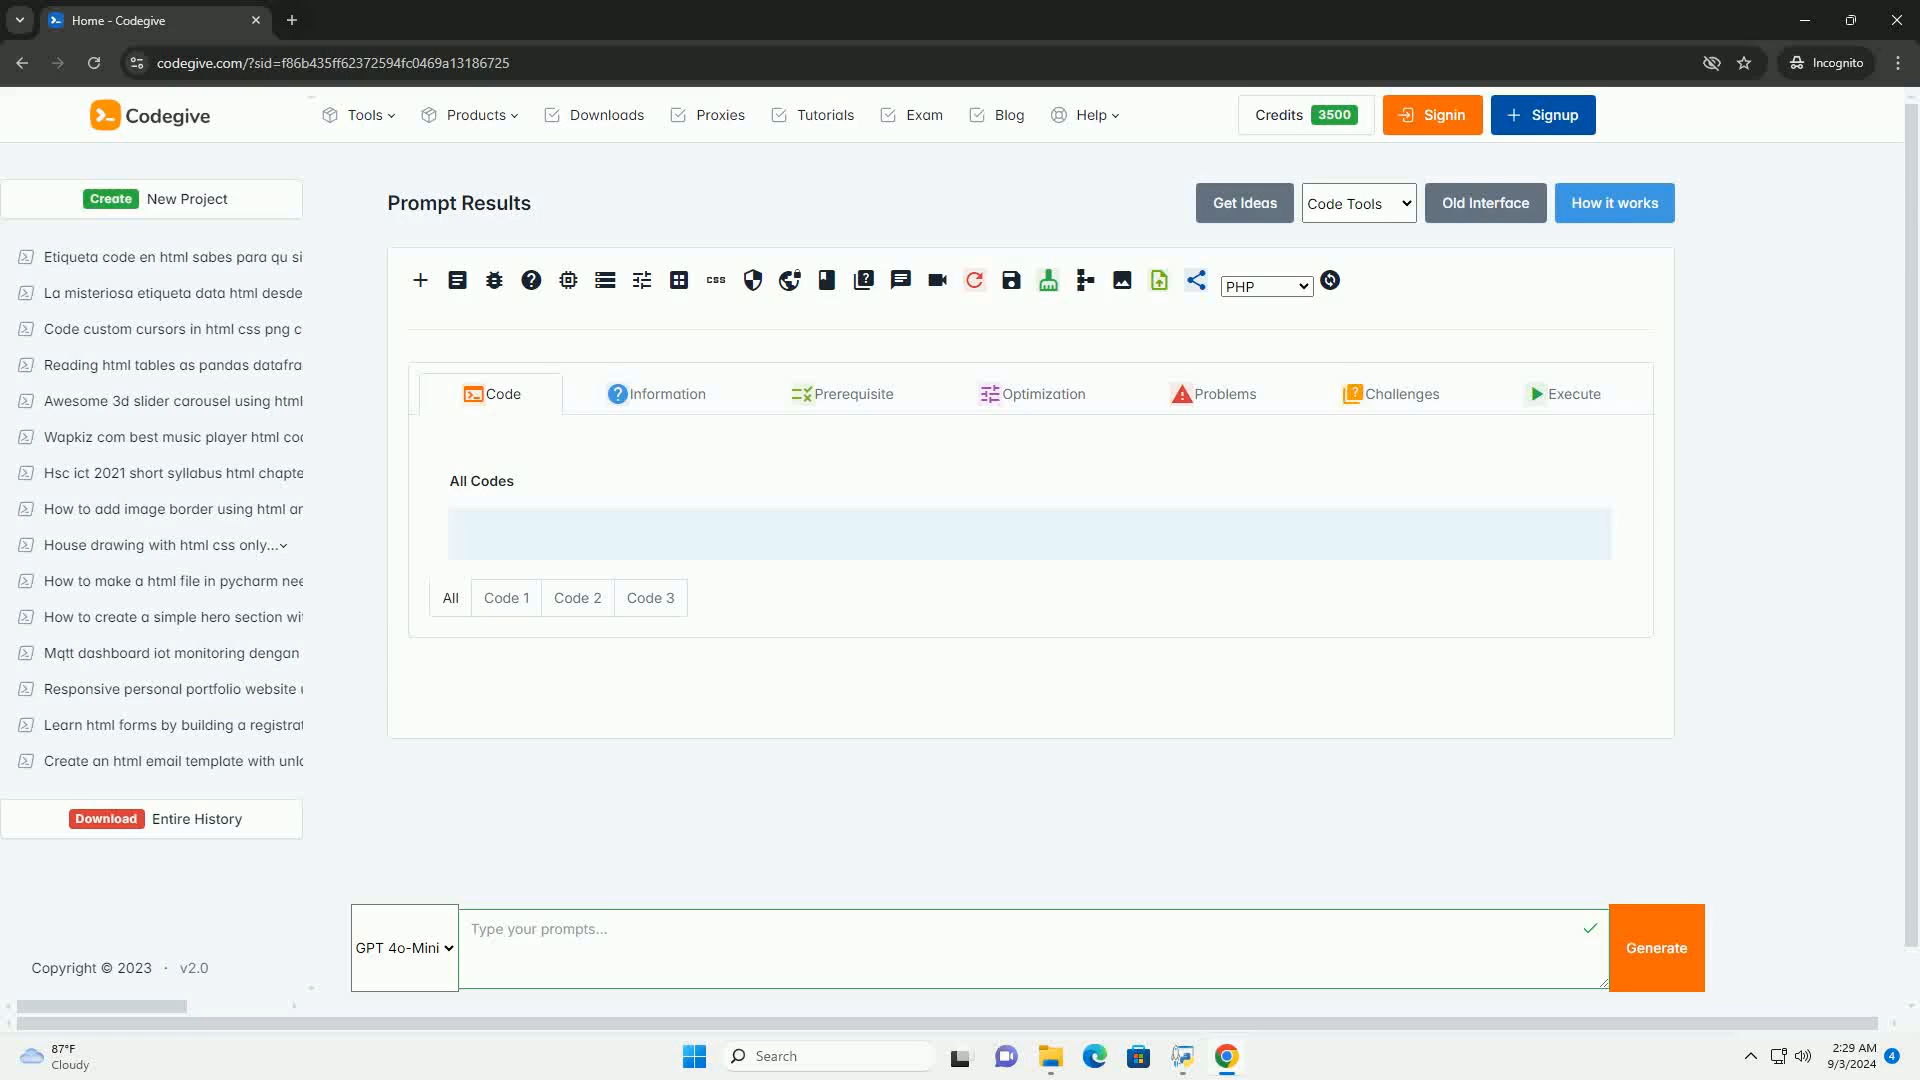 Home - Codegive
codegive.com/?sid=f86b435ff62372594fc0469a13186725
Incognito
Codegive
Tools
Products
Downloads
Proxies
Tutorials
Exam
Blog
Help
Credits 3500
Signin
Signup
Create New Project
Etiqueta code en html sabes para qu si
La misteriosa etiqueta data html desde
Code custom cursors in html css png c
Reading html tables as pandas datafra
Awesome 3d slider carousel using html
Wapkiz com best music player html co
Hsc ict 2021 short syllabus html chapte
How to add image border using html ar
House drawing with html css only...
How to make a html file in pycharm nee
How to create a simple hero section wi
Mqtt dashboard iot monitoring dengan
Responsive personal portfolio website
Learn html forms by building a registrat
Create an html email template with unlo
Download Entire History
Copyright © 2023 · v2.0
Prompt Results
Get Ideas
Code Tools
Old Interface
How it works
css
PHP
Code
Information
Prerequisite
Optimization
Problems
Challenges
Execute
All Codes
All
Code 1
Code 2
Code 3
GPT 4o-Mini
Type your prompts...
Generate
87°F
Cloudy
Search
2:29 AM
9/3/2024
4